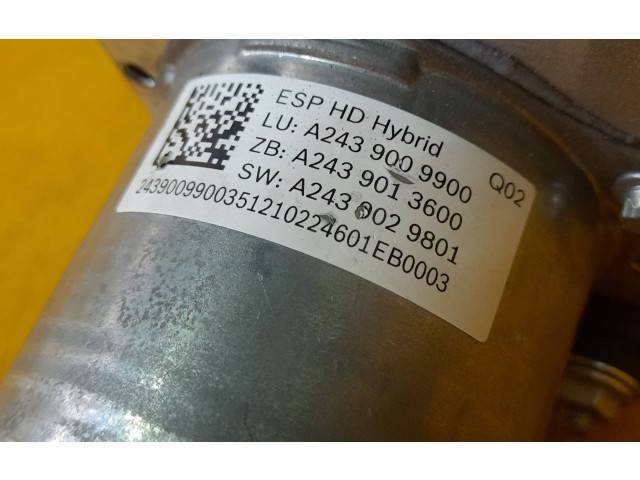 ESP HD Hybrid
LU: A243 900 9900 Q02
ZB: A243 901 3600
SW: A243 902 9801
2439009900351210224601EB0003